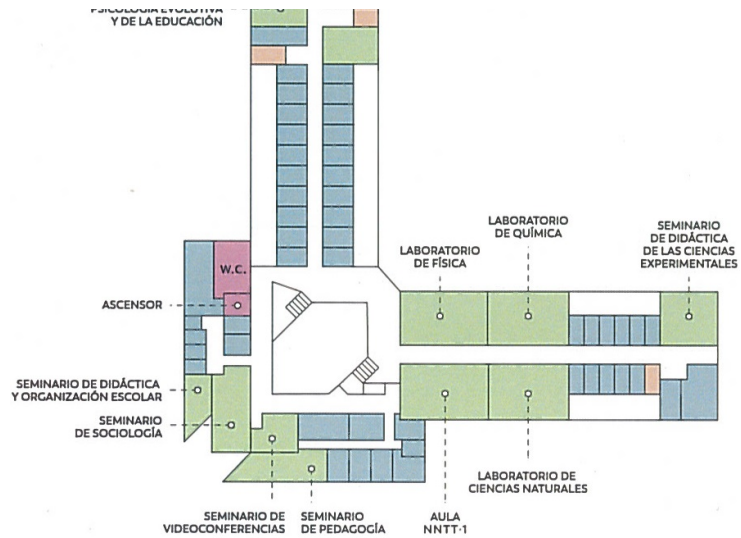 PSICOLOGÍA EVOLUTIVA
Y DE LA EDUCACIÓN
LABORATORIO
DE QUÍMICA
SEMINARIO
DE DIDÁCTICA
DE LAS CIENCIAS
EXPERIMENTALES
LABORATORIO
DE FÍSICA
W.C.
ASCENSOR
SEMINARIO DE DIDÁCTICA
Y ORGANIZACIÓN ESCOLAR
SEMINARIO
DE SOCIOLOGÍA
LABORATORIO DE
CIENCIAS NATURALES
SEMINARIO DE
VIDEOCONFERENCIAS
SEMINARIO
DE PEDAGOGÍA
AULA
NNTT·1